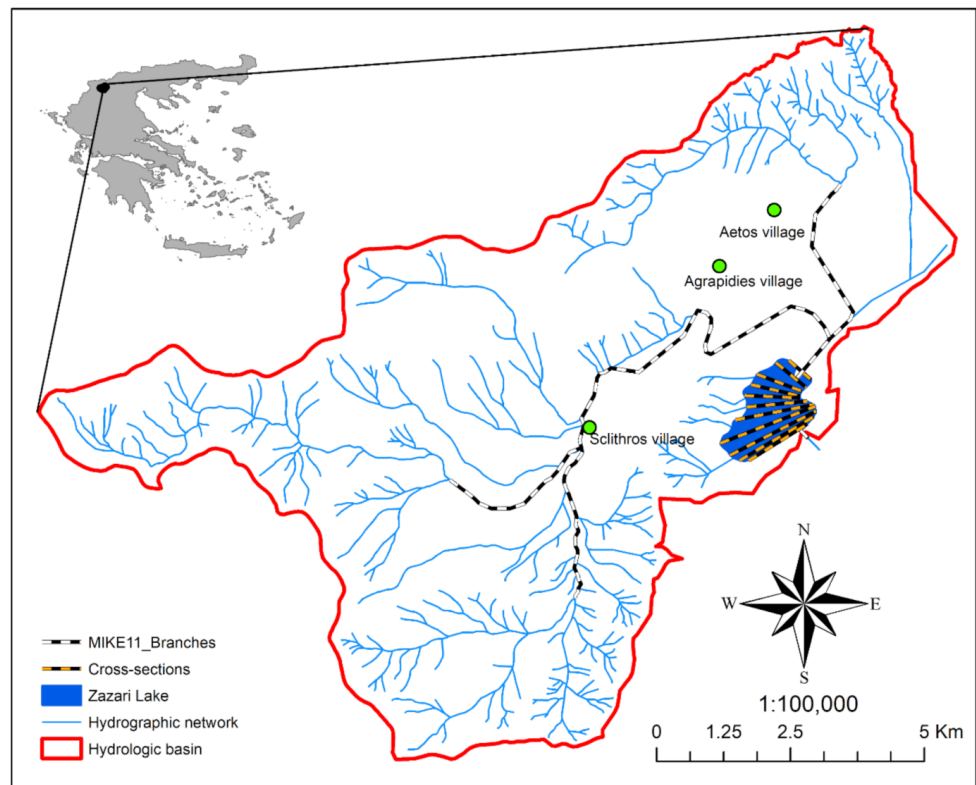 Aetos village
Agrapidies village
Sclithros village
N
W
E
S
MIKE11_Branches
Cross-sections
Zazari Lake
Hydrographic network
Hydrologic basin
1:100,000
0 1.25 2.5 5 Km